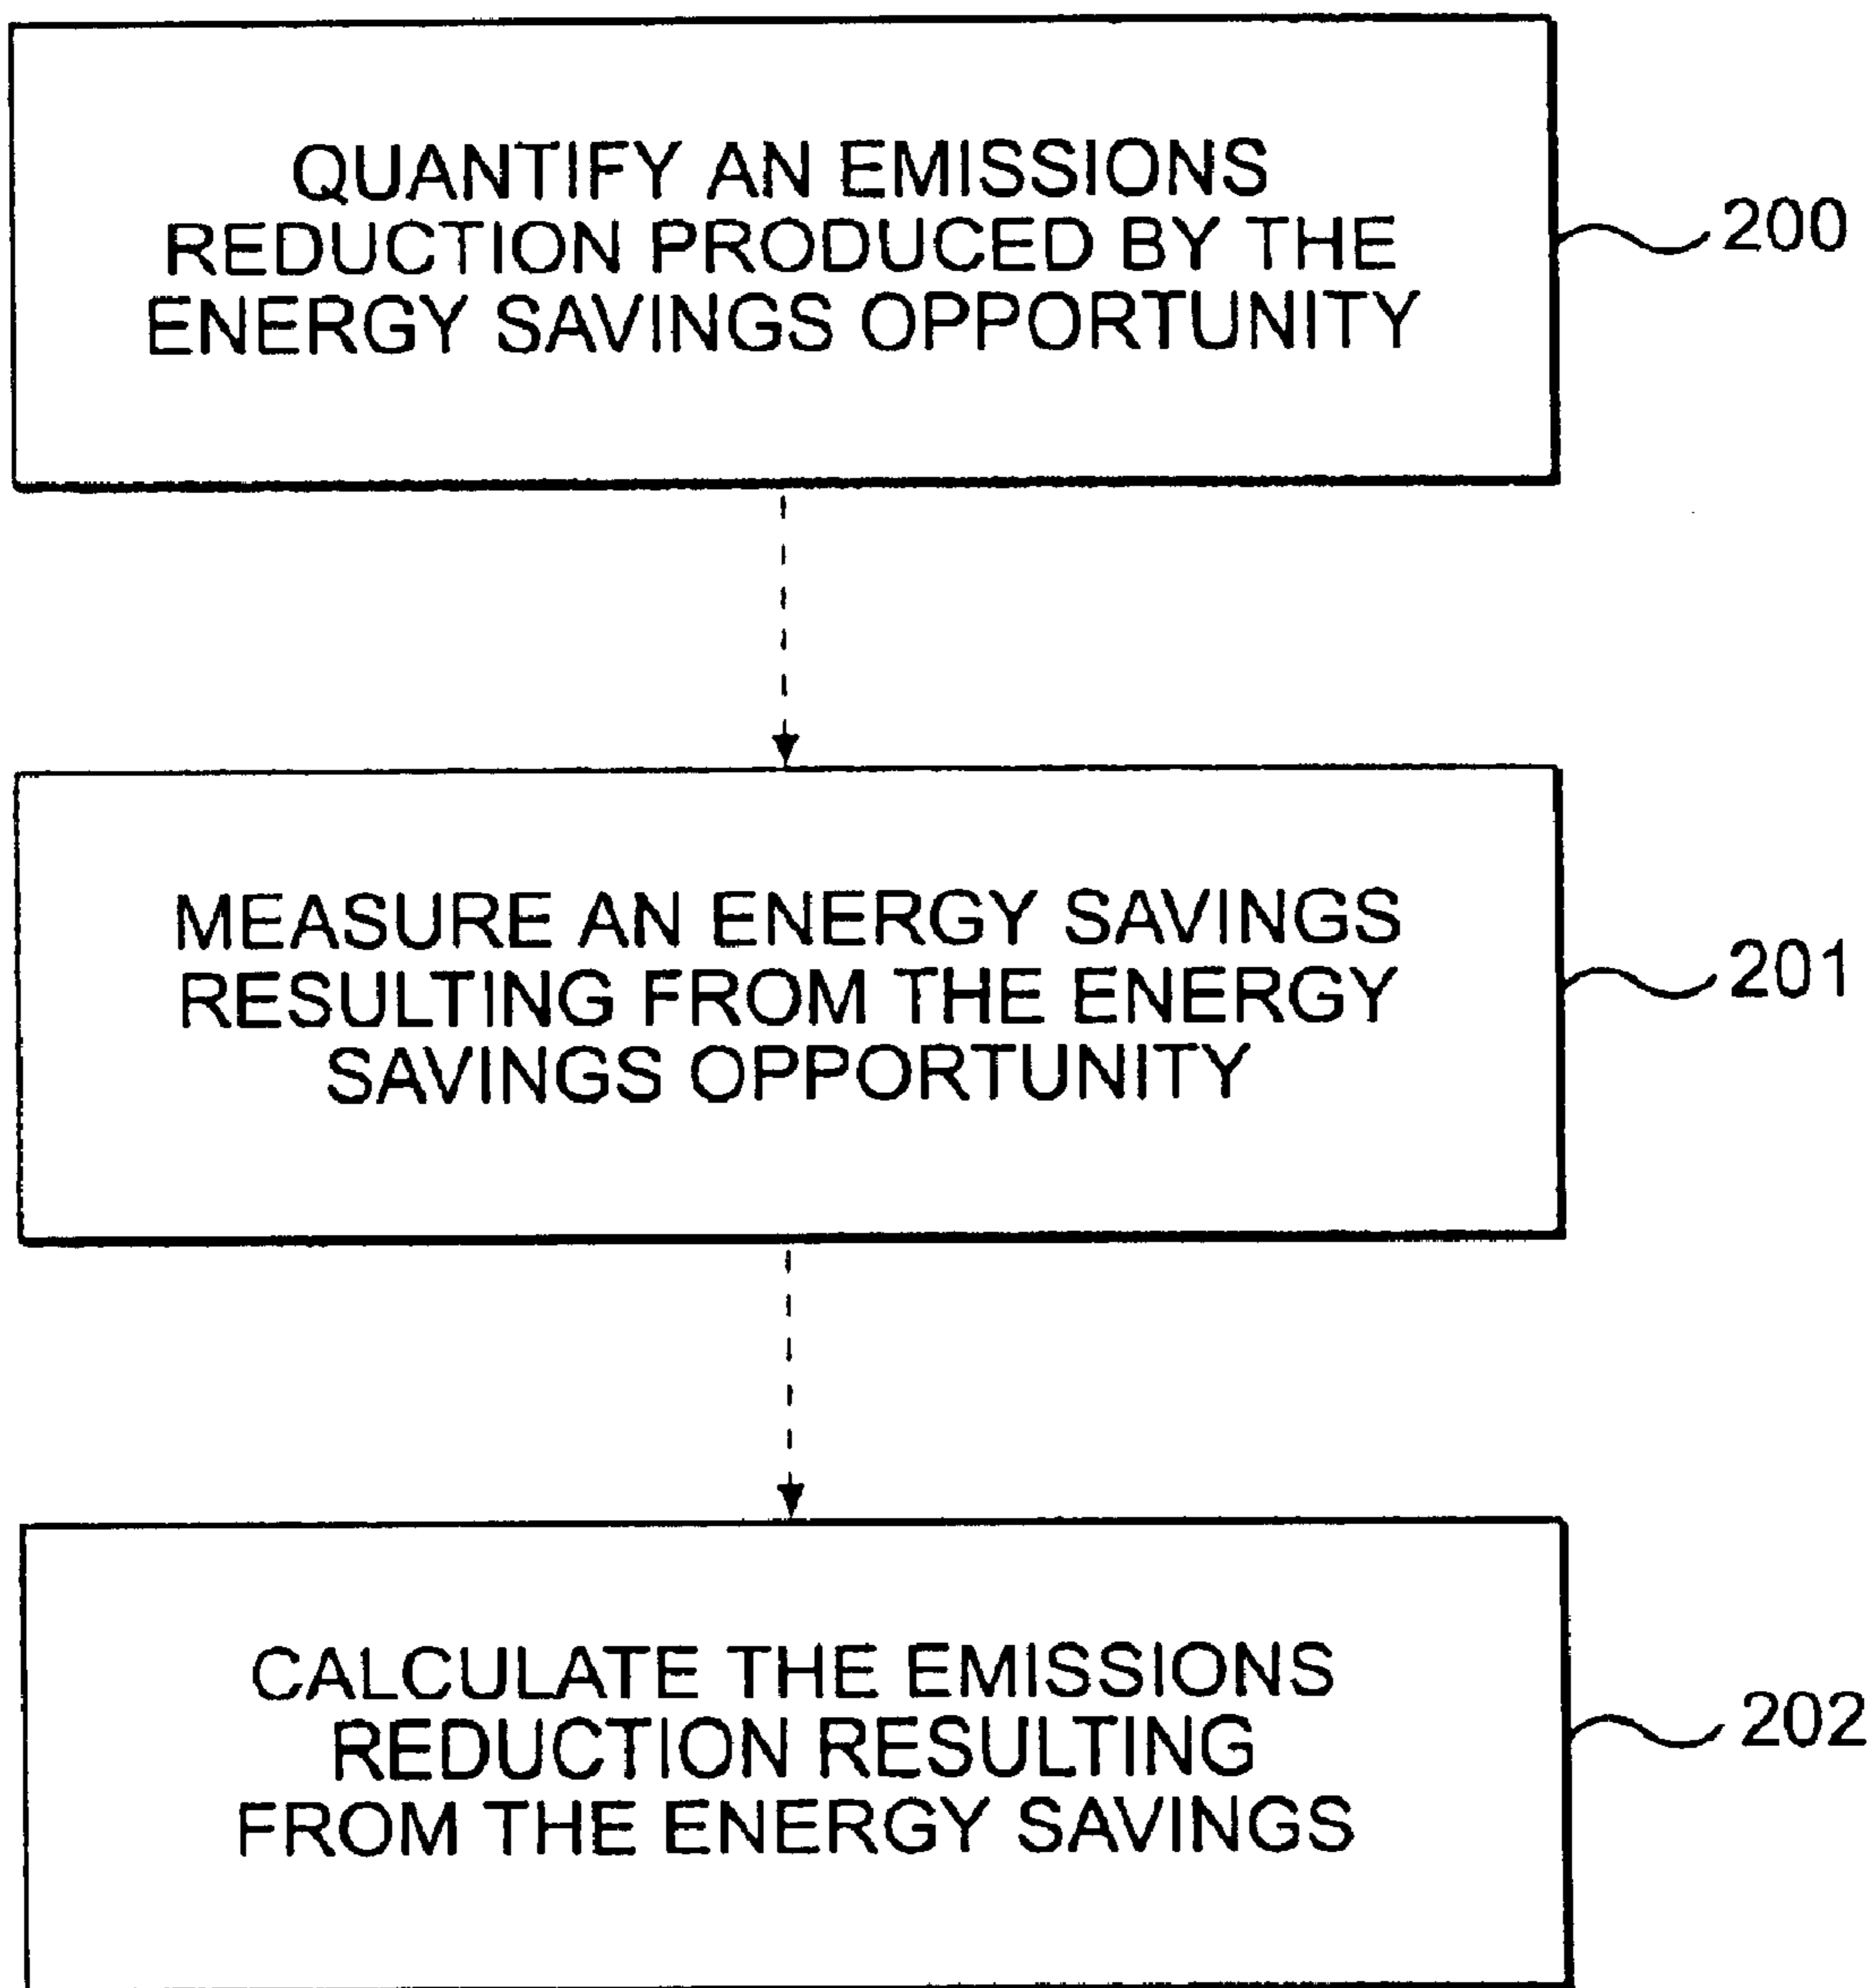 QUANTIFY AN EMISSIONS
REDUCTION PRODUCED BY THE
ENERGY SAVINGS OPPORTUNITY
200
MEASURE AN ENERGY SAVINGS
RESULTING FROM THE ENERGY
SAVINGS OPPORTUNITY
201
CALCULATE THE EMISSIONS
REDUCTION RESULTING
FROM THE ENERGY SAVINGS
202